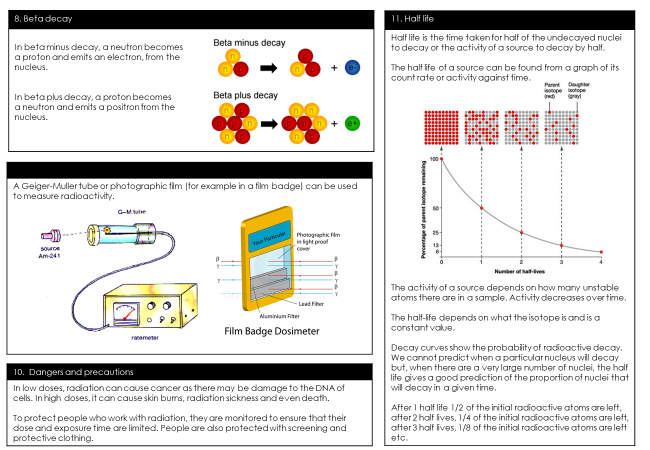 8. Beta decay
In beta minus decay, a neutron becomes
a proton and emits an electron, from the
nucleus.
Beta minus decay
n
n
+
e-
In beta plus decay, a proton becomes
a neutron and emits a positron from the
nucleus.
Beta plus decay
+
e+
A Geiger-Muller tube or photographic film (for example in a film badge) can be used
to measure radioactivity.
G-M tube
source
Am-241
ratemeter
Your Particular
Photographic film
in light proof
cover
β
γ
γ
β
γ
β
β
γ
Lead Filter
Aluminium Filter
Film Badge Dosimeter
10. Dangers and precautions
In low doses, radiation can cause cancer as there may be damage to the DNA of
cells. In high doses, it can cause skin burns, radiation sickness and even death.
To protect people who work with radiation, they are monitored to ensure that their
dose and exposure time are limited. People are also protected with screening and
protective clothing.
11. Half life
Half life is the time taken for half of the undecayed nuclei
to decay or the activity of a source to decay by half.
The half life of a source can be found from a graph of its
count rate or activity against time.
Parent
isotope
(red)
Daughter
isotope
(gray)
Percentage of parent isotope remaining
100
50
25
13
6
0
0
1
2
3
4
Number of half-lives
The activity of a source depends on how many unstable
atoms there are in a sample. Activity decreases over time.
The half-life depends on what the isotope is and is a
constant value.
Decay curves show the probability of radioactive decay.
We cannot predict when a particular nucleus will decay
but, when there are a very large number of nuclei, the half
life gives a good prediction of the proportion of nuclei that
will decay in a given time.
After 1 half life 1/2 of the initial radioactive atoms are left,
after 2 half lives, 1/4 of the initial radioactive atoms are left,
after 3 half lives, 1/8 of the initial radioactive atoms are left
etc.